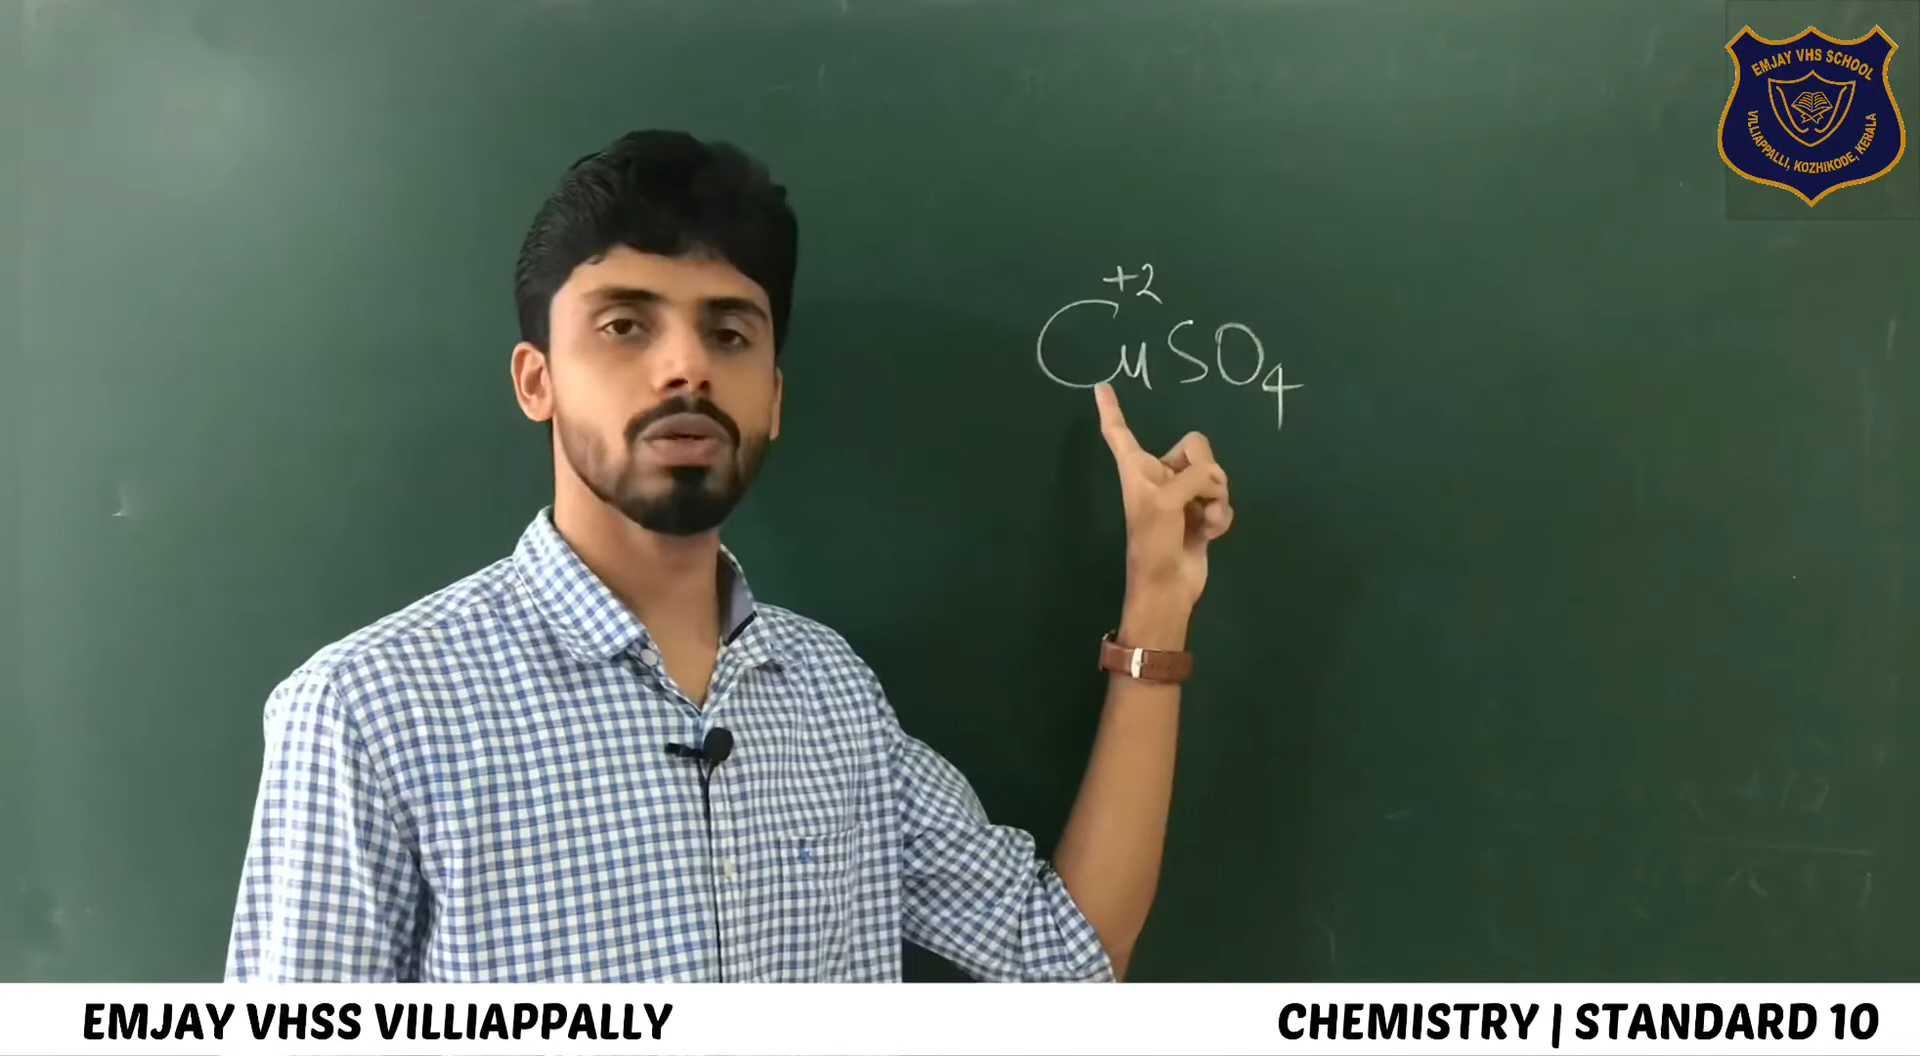 EMJAY VHS SCHOOL
VILLIAPPALLI, KOZHIKODE, KERALA
+2
CuSO4
EMJAY VHSS VILLIAPPALLY
CHEMISTRY | STANDARD 10